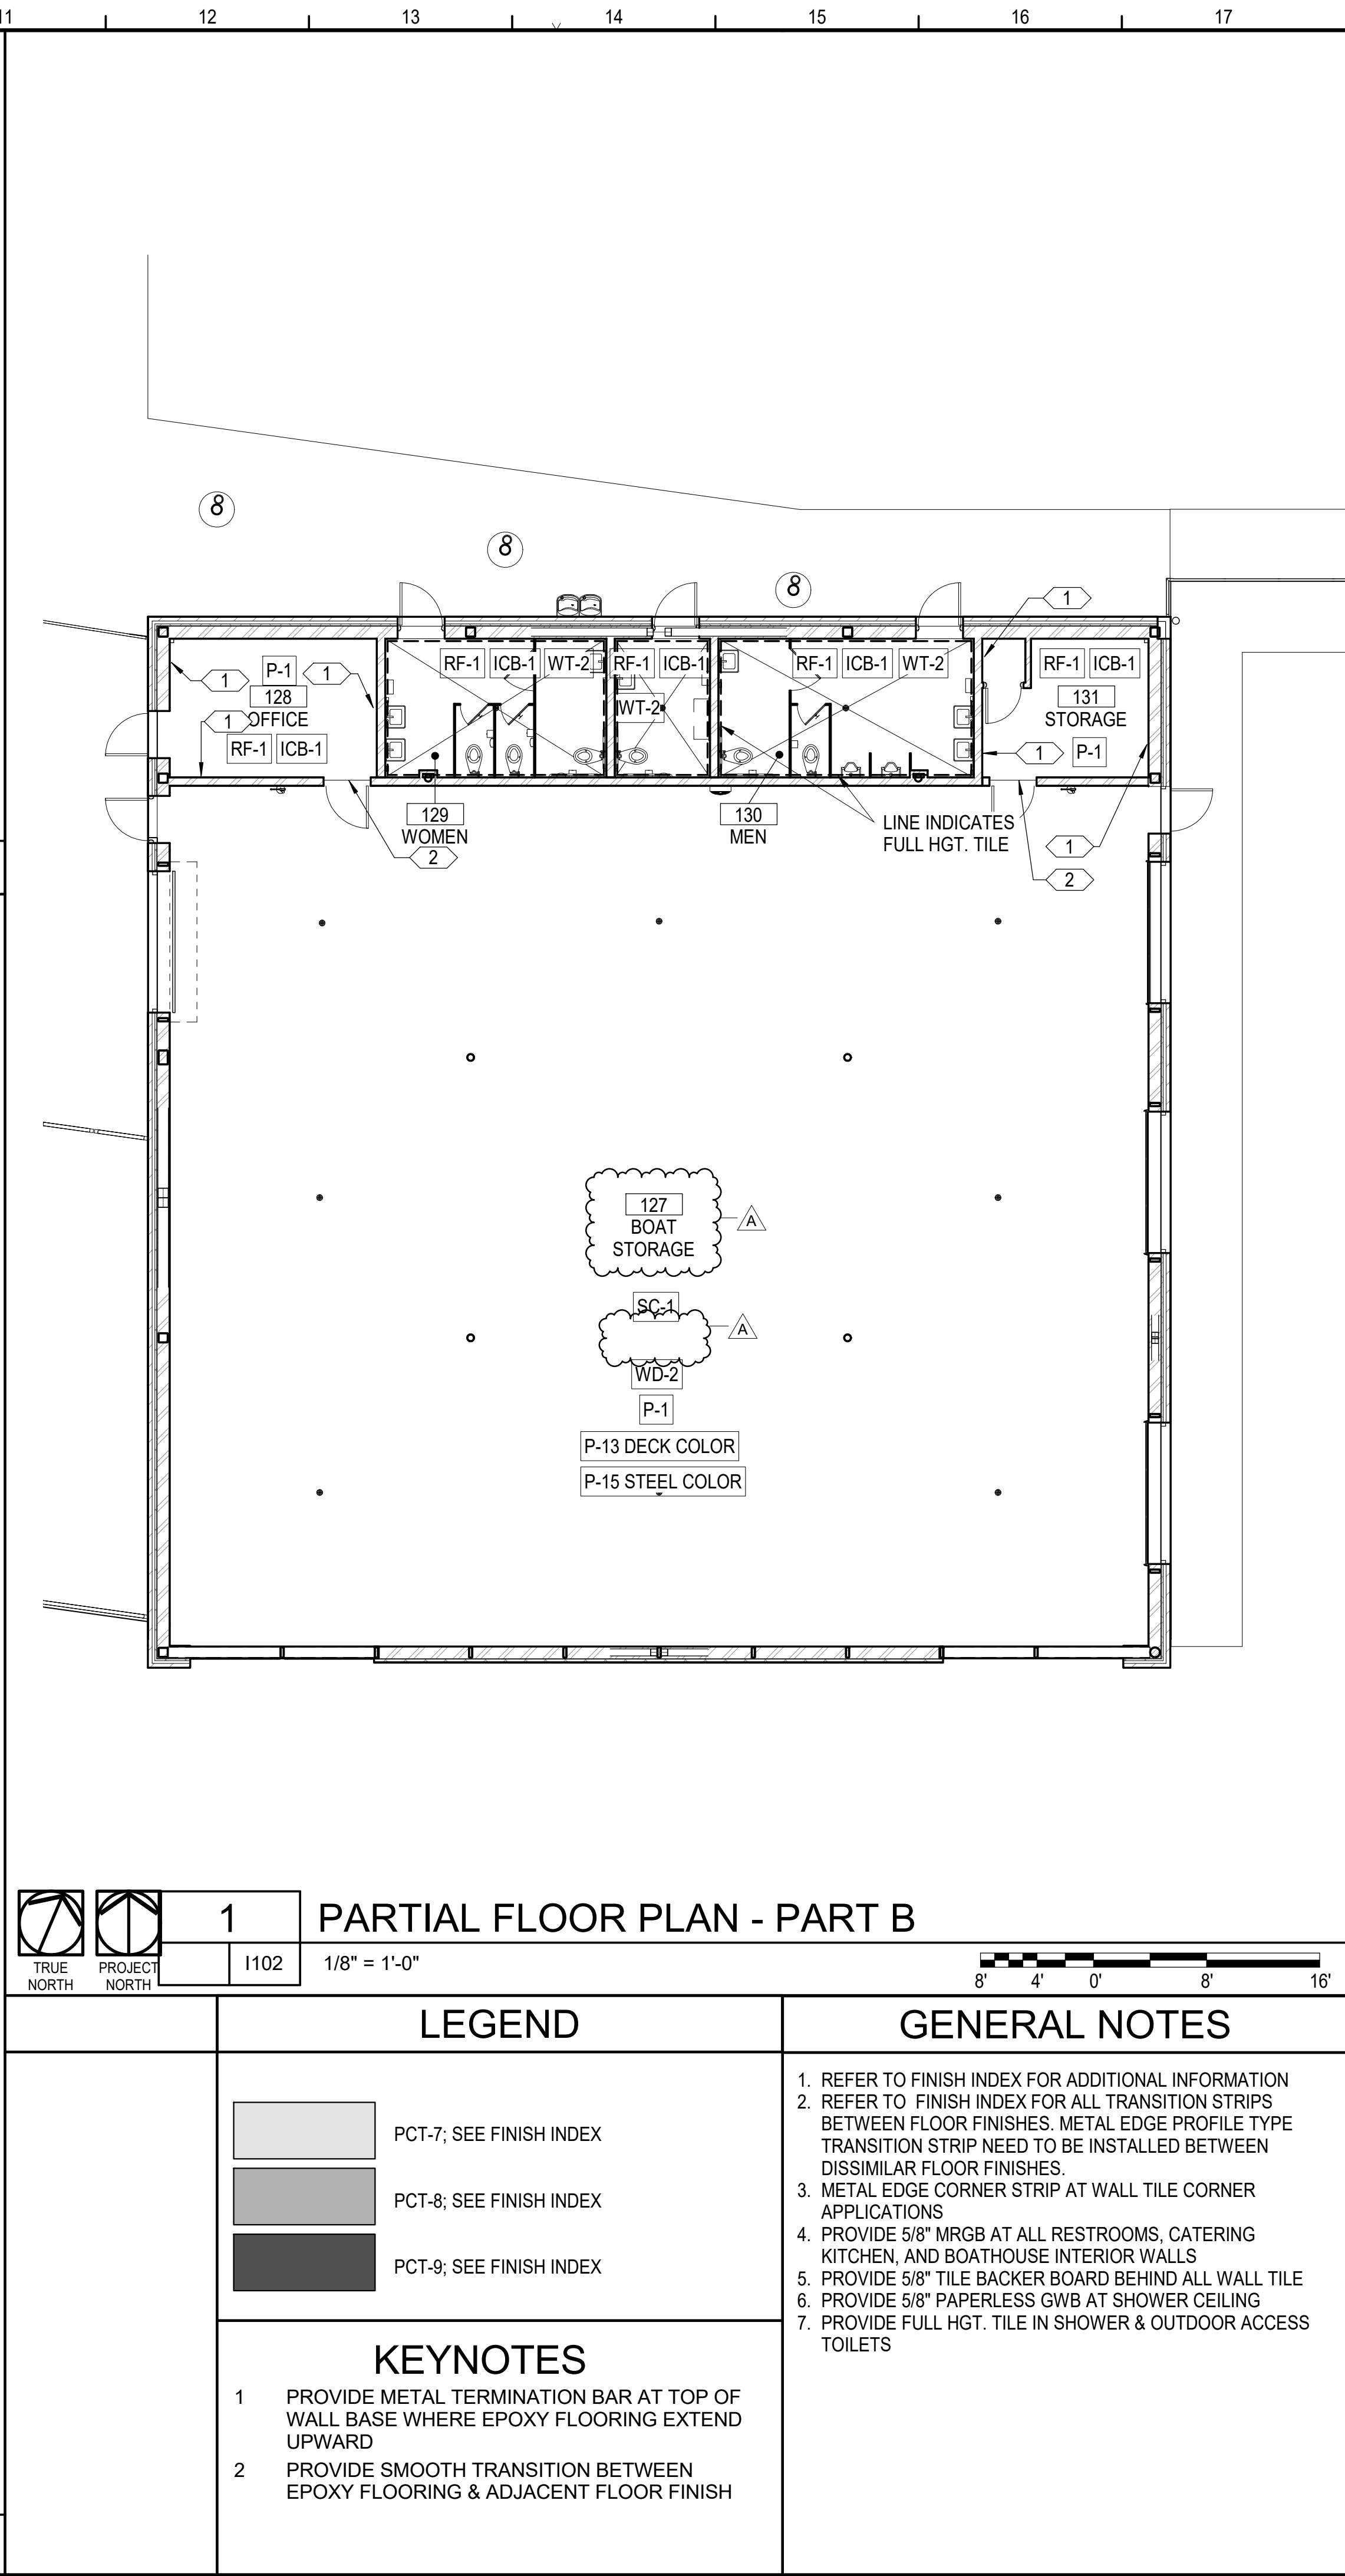 11 12 13 14 15 16 17
8
8
8
1
P-1
1
1
128
OFFICE
RF-1 ICB-1
RF-1 ICB-1 WT-2
RF-1 ICB-1
WT-2
RF-1 ICB-1 WT-2
RF-1 ICB-1
131
STORAGE
1
P-1
1
129
WOMEN
2
130
MEN
LINE INDICATES
FULL HGT. TILE
1
2
127
BOAT
STORAGE
A
SC-1
A
WD-2
P-1
P-13 DECK COLOR
P-15 STEEL COLOR
TRUE
NORTH
PROJECT
NORTH
1
PARTIAL FLOOR PLAN - PART B
I102
1/8" = 1'-0"
8' 4' 0' 8' 16'
LEGEND
PCT-7; SEE FINISH INDEX
PCT-8; SEE FINISH INDEX
PCT-9; SEE FINISH INDEX
KEYNOTES
1 PROVIDE METAL TERMINATION BAR AT TOP OF
WALL BASE WHERE EPOXY FLOORING EXTEND
UPWARD
2 PROVIDE SMOOTH TRANSITION BETWEEN
EPOXY FLOORING & ADJACENT FLOOR FINISH
GENERAL NOTES
1. REFER TO FINISH INDEX FOR ADDITIONAL INFORMATION
2. REFER TO FINISH INDEX FOR ALL TRANSITION STRIPS
BETWEEN FLOOR FINISHES. METAL EDGE PROFILE TYPE
TRANSITION STRIP NEED TO BE INSTALLED BETWEEN
DISSIMILAR FLOOR FINISHES.
3. METAL EDGE CORNER STRIP AT WALL TILE CORNER
APPLICATIONS
4. PROVIDE 5/8" MRGB AT ALL RESTROOMS, CATERING
KITCHEN, AND BOATHOUSE INTERIOR WALLS
5. PROVIDE 5/8" TILE BACKER BOARD BEHIND ALL WALL TILE
6. PROVIDE 5/8" PAPERLESS GWB AT SHOWER CEILING
7. PROVIDE FULL HGT. TILE IN SHOWER & OUTDOOR ACCESS
TOILETS